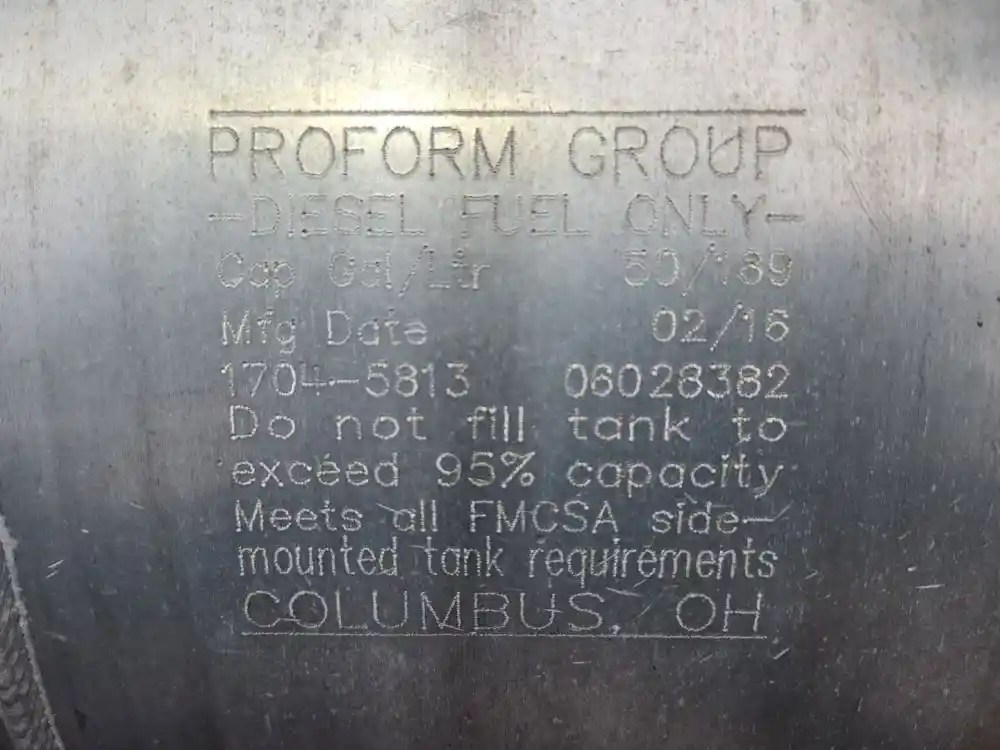 PROFORM GROUP
-DIESEL FUEL ONLY-
Cap Gal/Ltr 50/189
Mfg Date 02/16
1704-5813 06028382
Do not fill tank to
exceed 95% capacity
Meets all FMCSA side-
mounted tank requirements
COLUMBUS, OH